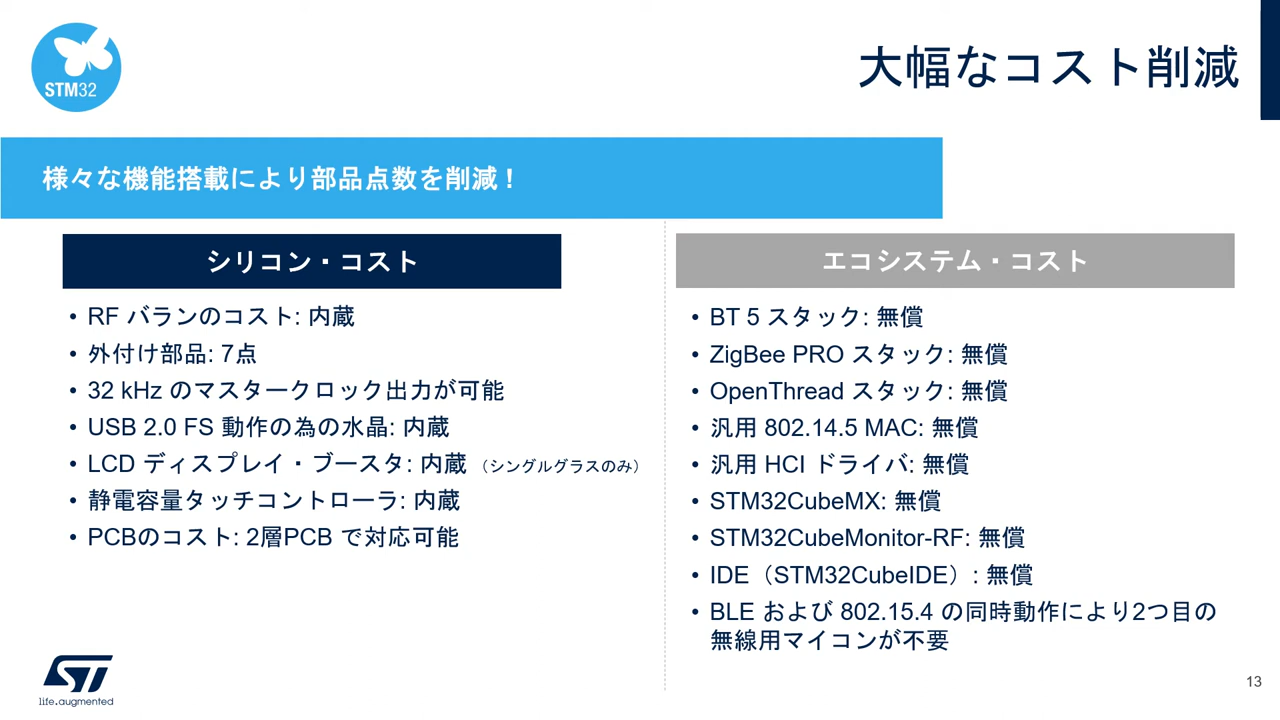 STM32
大幅なコスト削減
様々な機能搭載により部品点数を削減！
シリコン・コスト
• RF バランのコスト: 内蔵
• 外付け部品: 7点
• 32 kHz のマスタークロック出力が可能
• USB 2.0 FS 動作の為の水晶: 内蔵
• LCD ディスプレイ・ブースタ: 内蔵 （シングルグラスのみ）
• 静電容量タッチコントローラ: 内蔵
• PCBのコスト: 2層PCB で対応可能
エコシステム・コスト
• BT 5 スタック: 無償
• ZigBee PRO スタック: 無償
• OpenThread スタック: 無償
• 汎用 802.14.5 MAC: 無償
• 汎用 HCI ドライバ: 無償
• STM32CubeMX: 無償
• STM32CubeMonitor-RF: 無償
• IDE（STM32CubeIDE）: 無償
• BLE および 802.15.4 の同時動作により2つ目の
無線用マイコンが不要
ST
life.augmented
13